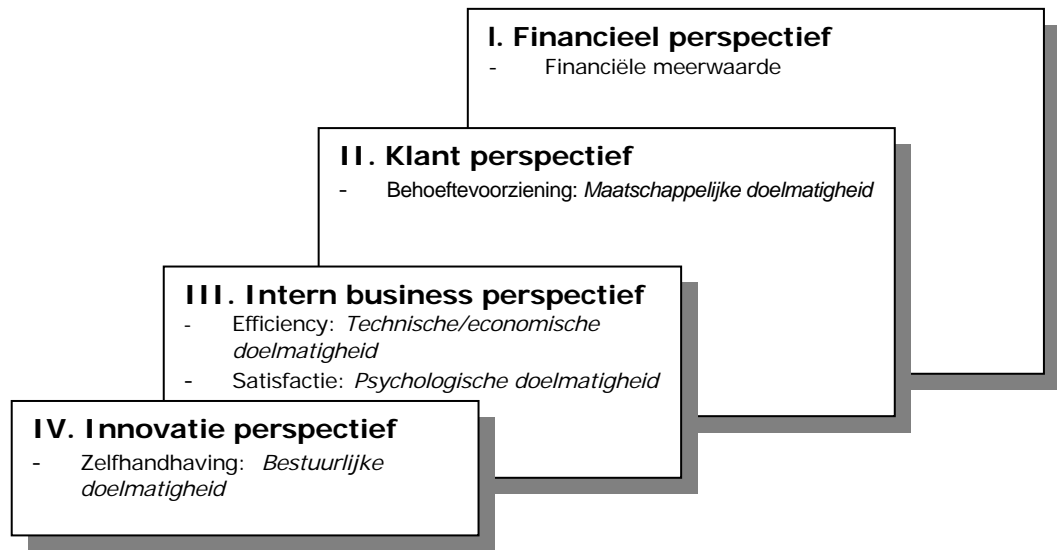 I. Financieel perspectief
- Financiële meerwaarde
II. Klant perspectief
- Behoeftevoorziening: Maatschappelijke doelmatigheid
III. Intern business perspectief
- Efficiency: Technische/economische
doelmatigheid
- Satisfactie: Psychologische doelmatigheid
IV. Innovatie perspectief
- Zelfhandhaving: Bestuurlijke
doelmatigheid